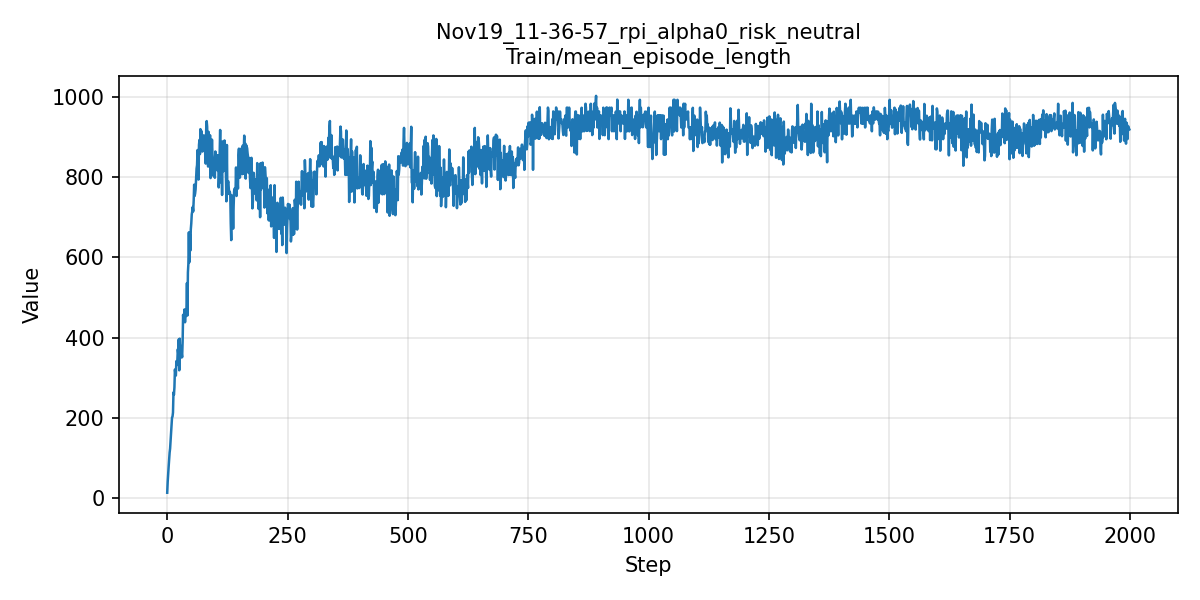 Nov19_11-36-57_rpi_alpha0_risk_neutral
Train/mean_episode_length
1000
800
600
400
200
0
Value
0 250 500 750 1000 1250 1500 1750 2000
Step